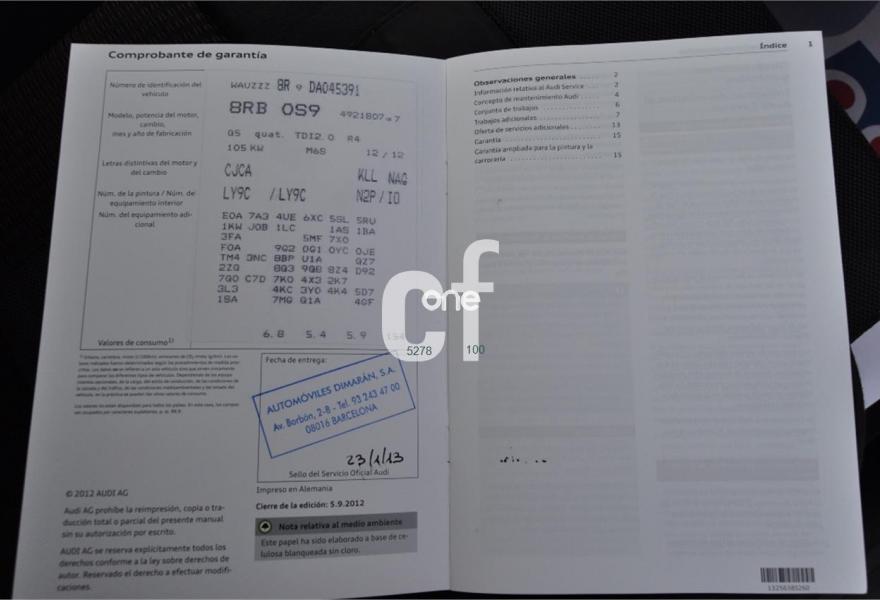 Comprobante de garantía
Número de identificación del vehículo
WAUZZZ 8R 9 DA045391
8RB 0S9 4921807
Modelo, potencia del motor, cambio,
mes y año de fabricación
Q5 quat. TDI2.0 R4
105 KW M6S 12 / 12
Letras distintivas del motor y del cambio
CJCA KLL NAG
Núm. de la pintura / Núm. de equipamiento interior
LY9C /LY9C N2P / IO
Núm. del equipamiento adicional
E0A 7A3 4UE 6XC 5SL 5RU
1KW J0B 1LC 1AS 1BA
3FA 5MF 7X0
F0A 9Q2 0G1 0YC 0JE
TM4 3NC 8BP U1A QZ7
2ZQ 8Q3 9Q8 8Z4 D92
7G0 C7D 7K0 4X3 2K7
3L3 4KC 3Y0 4K4 5D7
1SA 7MG Q1A 4GF
Valores de consumo¹⁾
6.8 5.4 5.9
Fecha de entrega:
AUTOMÓVILES DIMARÁN, S.A.
Av. Borbón, 2-8 - Tel. 93 243 47 00
08016 BARCELONA
23/1/13
Sello del Servicio Oficial Audi
© 2012 AUDI AG
Audi AG prohíbe la reimpresión, copia o tra-
ducción total o parcial del presente manual
sin su autorización por escrito.
AUDI AG se reserva explícitamente todos los
derechos conforme a la ley sobre derechos de
autor. Reservado el derecho a efectuar modifi-
caciones.
Impreso en Alemania
Cierre de la edición: 5.9.2012
Nota relativa al medio ambiente
Este papel ha sido elaborado a base de ce-
lulosa blanqueada sin cloro.
Índice 1
Observaciones generales 2
Información relativa al Audi Service 2
Concepto de mantenimiento Audi 4
Conjunto de trabajos 6
Trabajos adicionales 7
Oferta de servicios adicionales 13
Garantía 15
Garantía ampliada para la pintura y la
carrocería 15
cf
one
5278 100
132563B5260